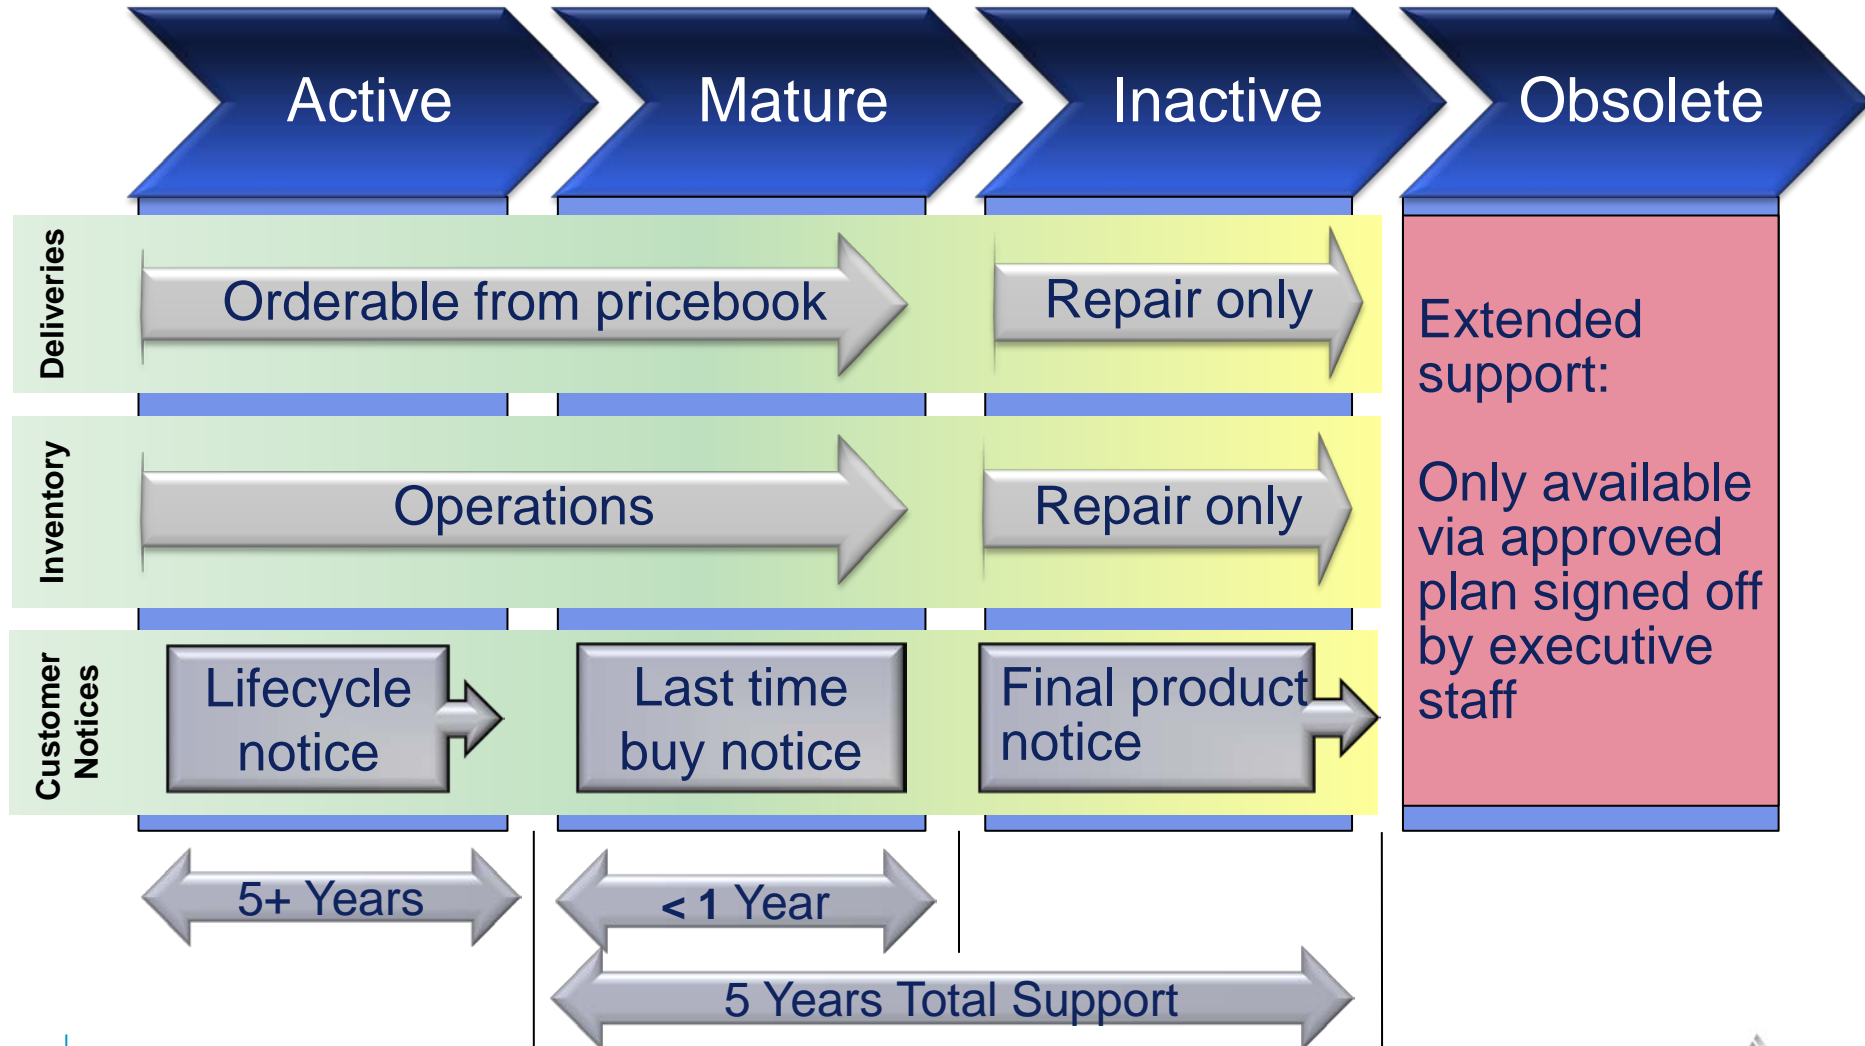 Active
Mature
Inactive
Obsolete
Deliveries
Orderable from pricebook
Repair only
Inventory
Operations
Repair only
Customer
Notices
Lifecycle
notice
Last time
buy notice
Final product
notice
Extended
support:
Only available
via approved
plan signed off
by executive
staff
5+ Years
< 1 Year
5 Years Total Support